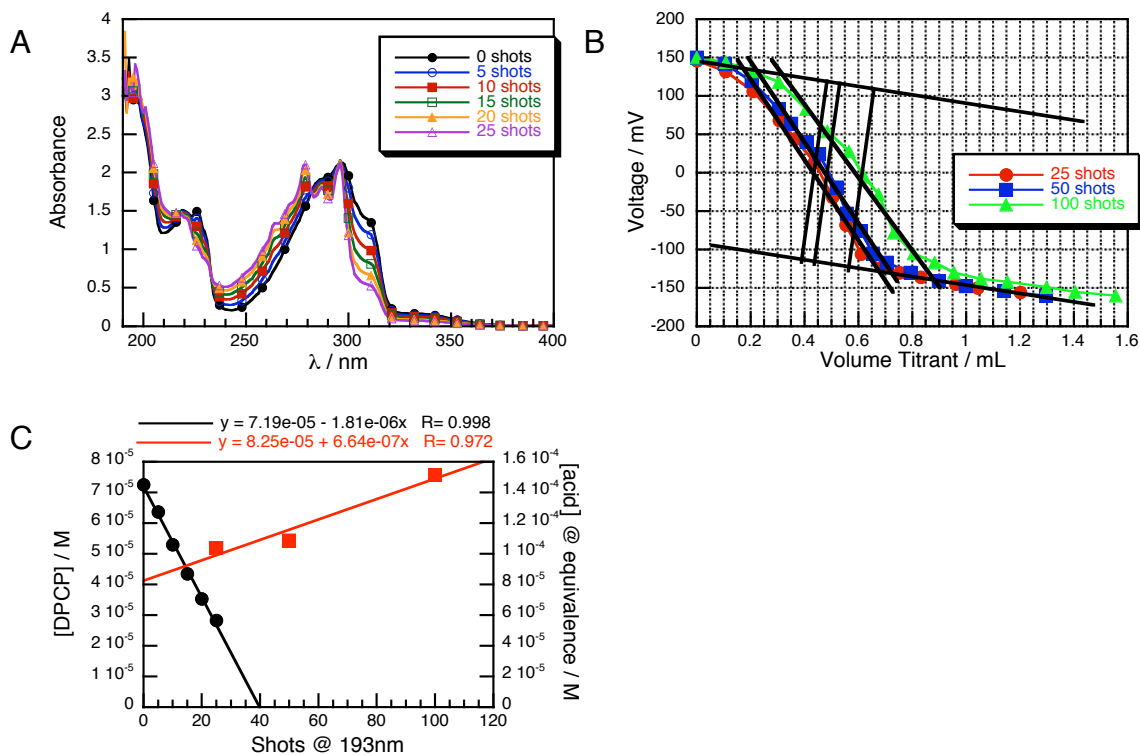 A
Absorbance
4
3.5
3
2.5
2
1.5
1
0.5
0
0 shots
5 shots
10 shots
15 shots
20 shots
25 shots
200 250 300 350 400
λ / nm
B
Voltage / mV
200
150
100
50
0
-50
-100
-150
-200
25 shots
50 shots
100 shots
0.0 0.2 0.4 0.6 0.8 1.0 1.2 1.4 1.6
Volume Titrant / mL
C
y = 7.19e-05 - 1.81e-06x R= 0.998
y = 8.25e-05 + 6.64e-07x R= 0.972
[DPCP] / M
8 10-5
7 10-5
6 10-5
5 10-5
4 10-5
3 10-5
2 10-5
1 10-5
0
1.6 10-4
1.4 10-4
1.2 10-4
1 10-4
8 10-5
6 10-5
4 10-5
2 10-5
0
[acid] @ equivalence / M
0 20 40 60 80 100 120
Shots @ 193nm